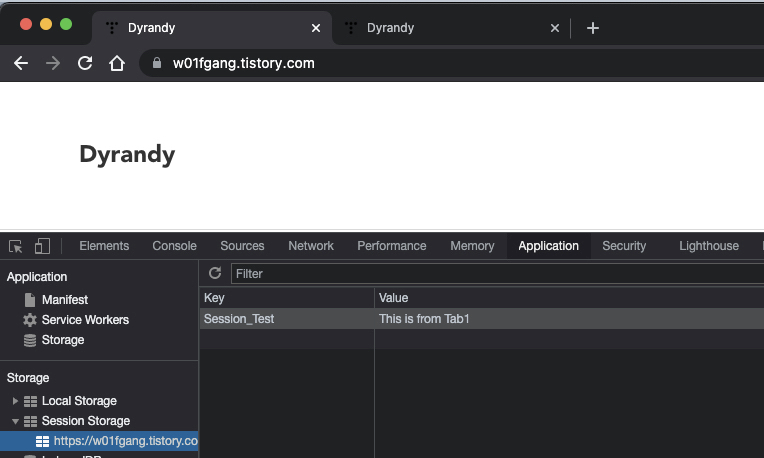 Dyrandy
Dyrandy
w01fgang.tistory.com
Dyrandy
Elements Console Sources Network Performance Memory Application Security Lighthouse
Application
Manifest
Service Workers
Storage
Storage
Local Storage
Session Storage
https://w01fgang.tistory.co
Filter
Key Value
Session_Test This is from Tab1